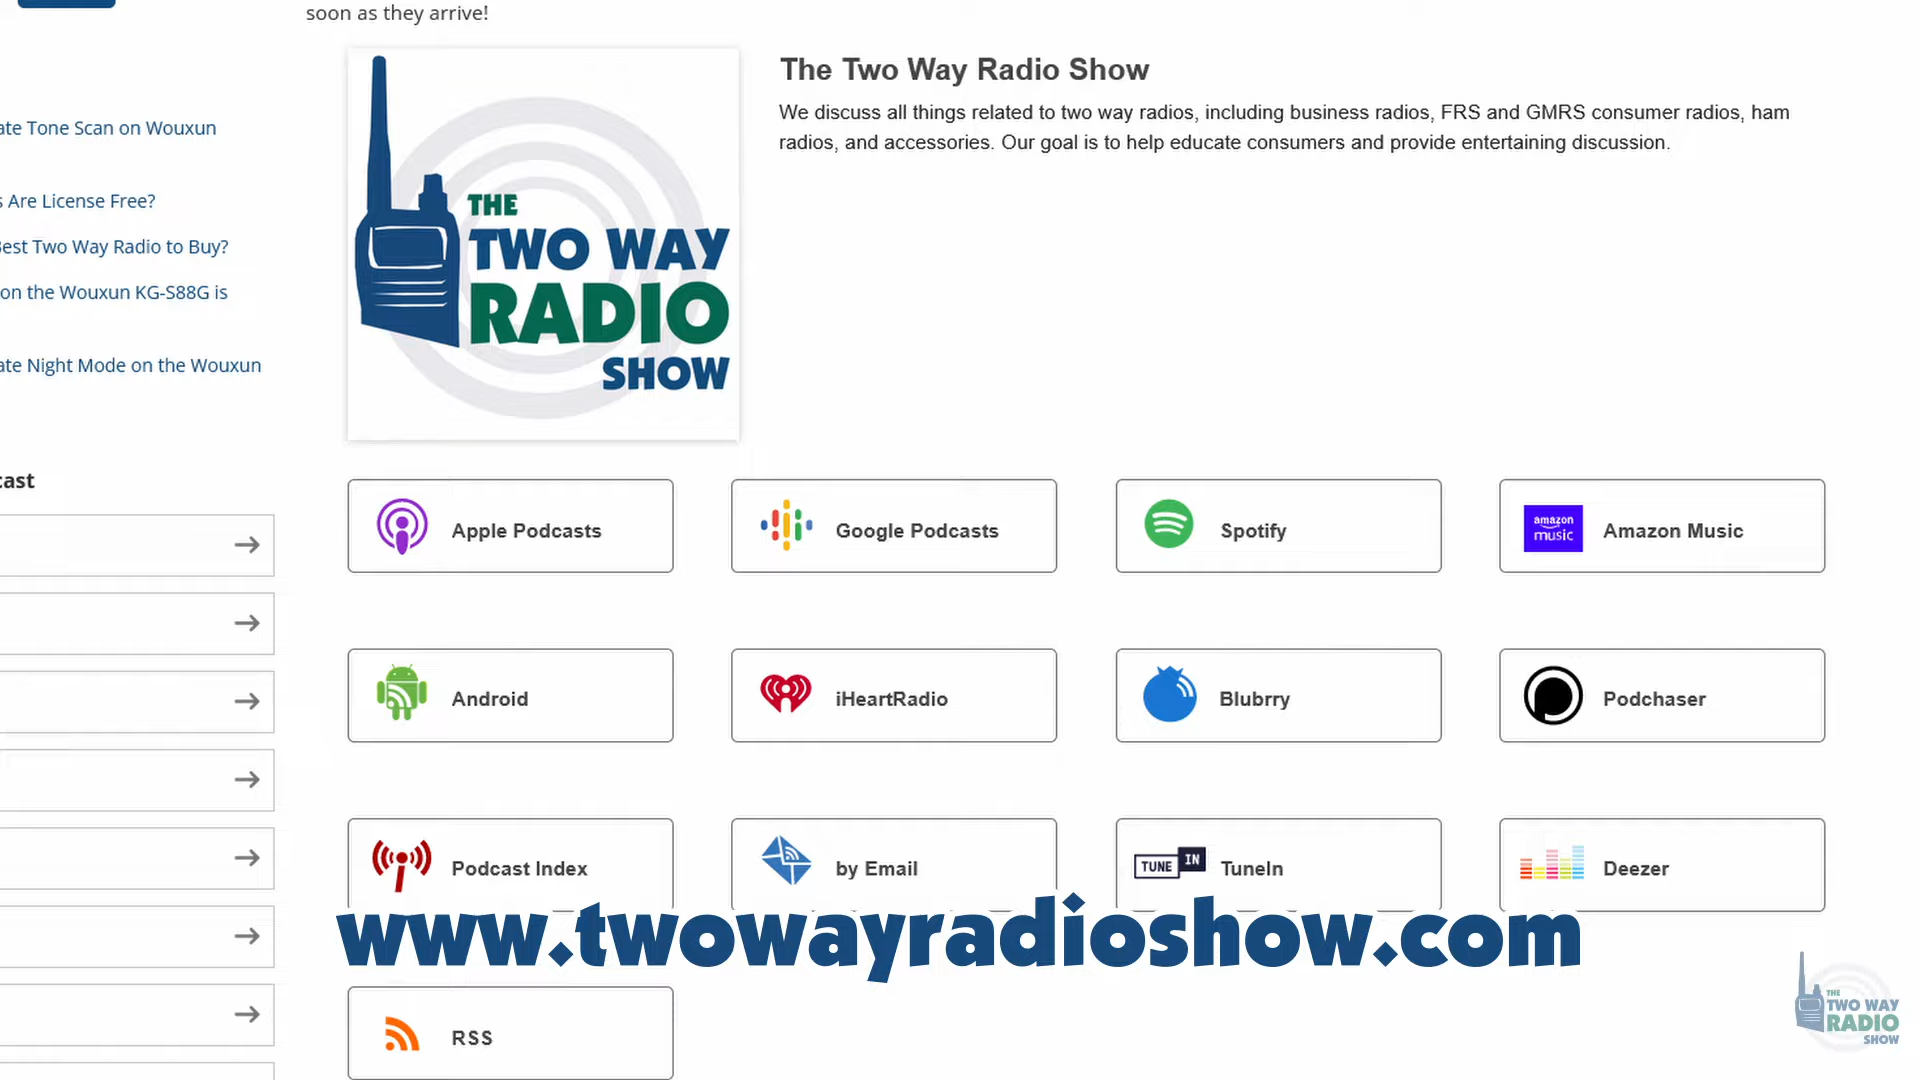 soon as they arrive!
The Two Way Radio Show
We discuss all things related to two way radios, including business radios, FRS and GMRS consumer radios, ham
radios, and accessories. Our goal is to help educate consumers and provide entertaining discussion.
THE
TWO WAY
RADIO
SHOW
ate Tone Scan on Wouxun
s Are License Free?
Best Two Way Radio to Buy?
on the Wouxun KG-S88G is
ate Night Mode on the Wouxun
cast
Apple Podcasts
Google Podcasts
Spotify
amazon
music
Amazon Music
Android
iHeartRadio
Blubrry
Podchaser
Podcast Index
by Email
TUNE IN
TuneIn
Deezer
www.twowayradioshow.com
RSS
THE
TWO WAY
RADIO
SHOW